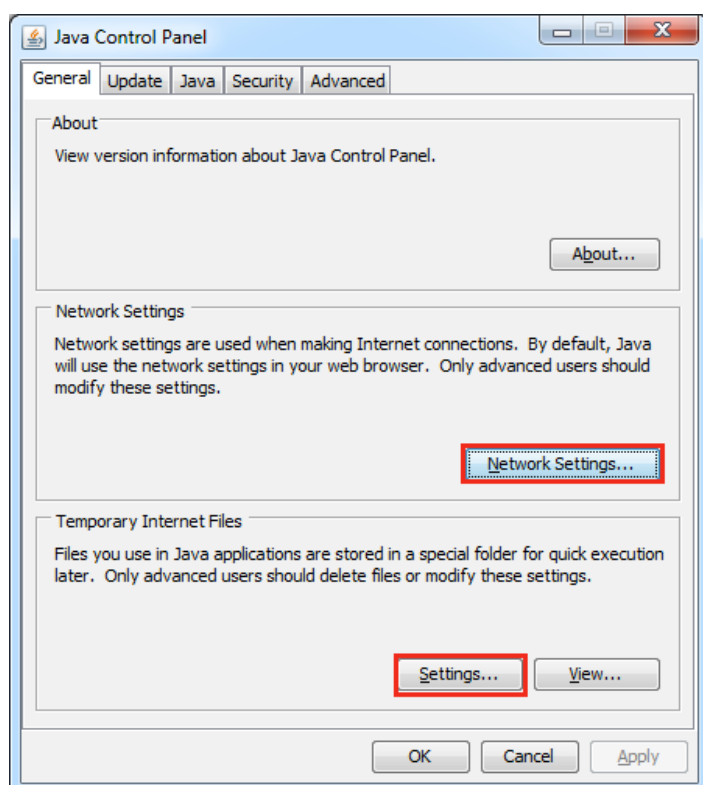 Java Control Panel
General Update Java Security Advanced
About
View version information about Java Control Panel.
About...
Network Settings
Network settings are used when making Internet connections. By default, Java
will use the network settings in your web browser. Only advanced users should
modify these settings.
Network Settings...
Temporary Internet Files
Files you use in Java applications are stored in a special folder for quick execution
later. Only advanced users should delete files or modify these settings.
Settings... View...
OK Cancel Apply